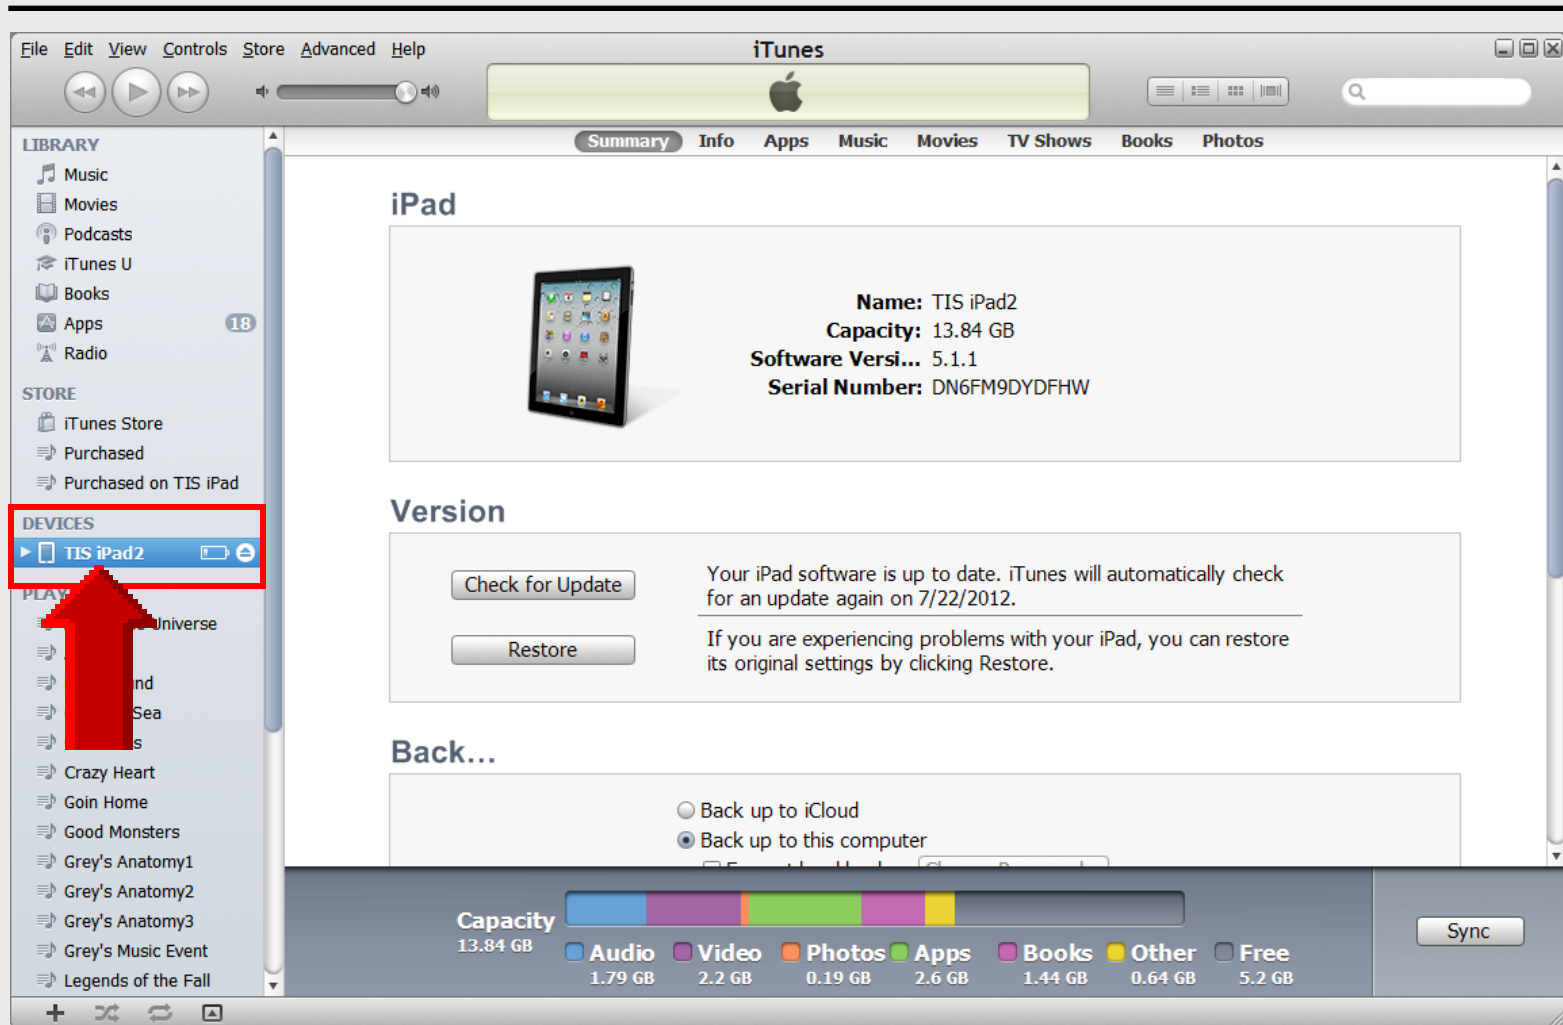 File Edit View Controls Store Advanced Help
iTunes
LIBRARY
Music
Movies
Podcasts
iTunes U
Books
Apps 18
Radio
STORE
iTunes Store
Purchased
Purchased on TIS iPad
DEVICES
TIS iPad2
PLAY
Universe
Sea
Crazy Heart
Goin Home
Good Monsters
Grey's Anatomy1
Grey's Anatomy2
Grey's Anatomy3
Grey's Music Event
Legends of the Fall
Summary Info Apps Music Movies TV Shows Books Photos
iPad
Name: TIS iPad2
Capacity: 13.84 GB
Software Versi... 5.1.1
Serial Number: DN6FM9DYDFHW
Version
Check for Update
Your iPad software is up to date. iTunes will automatically check
for an update again on 7/22/2012.
Restore
If you are experiencing problems with your iPad, you can restore
its original settings by clicking Restore.
Back...
Back up to iCloud
Back up to this computer
Capacity
13.84 GB
Audio Video Photos Apps Books Other Free
1.79 GB 2.2 GB 0.19 GB 2.6 GB 1.44 GB 0.64 GB 5.2 GB
Sync